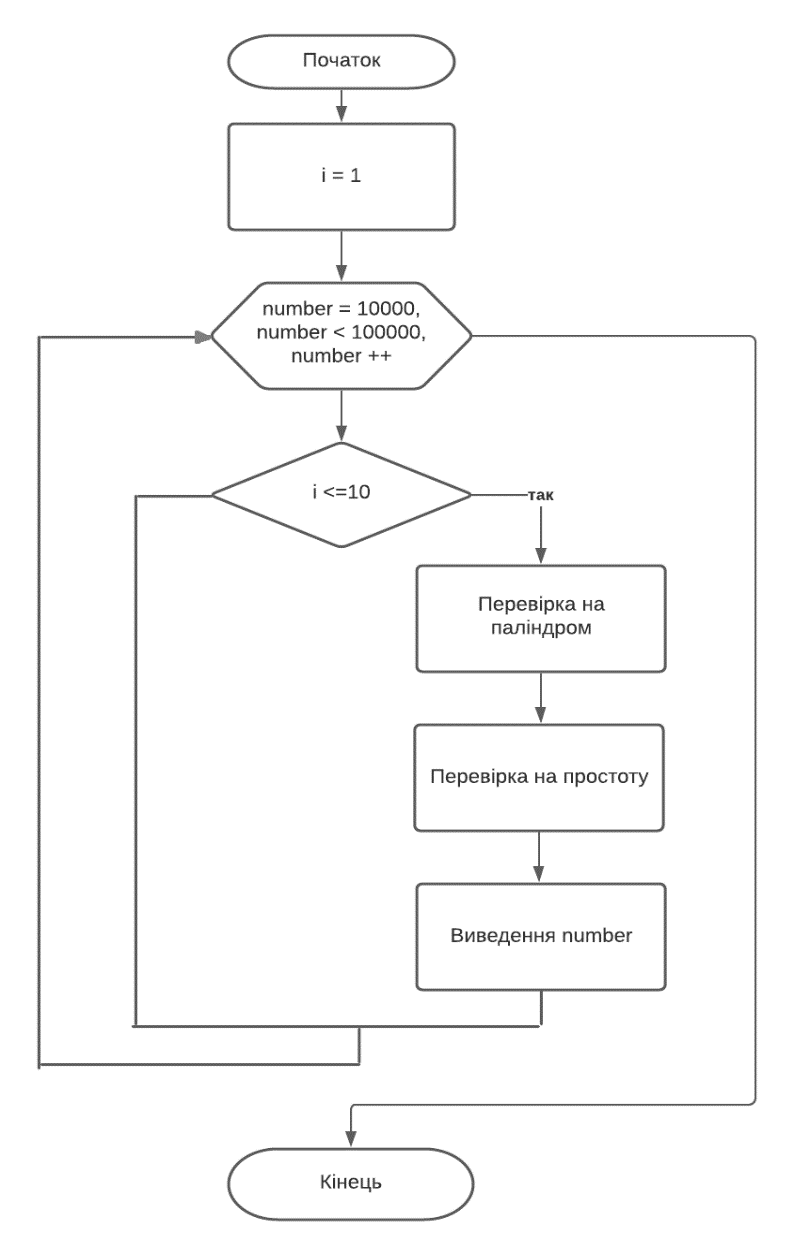 Початок
i = 1
number = 10000,
number < 100000,
number ++
i <=10
так
Перевірка на
паліндром
Перевірка на простоту
Виведення number
Кінець